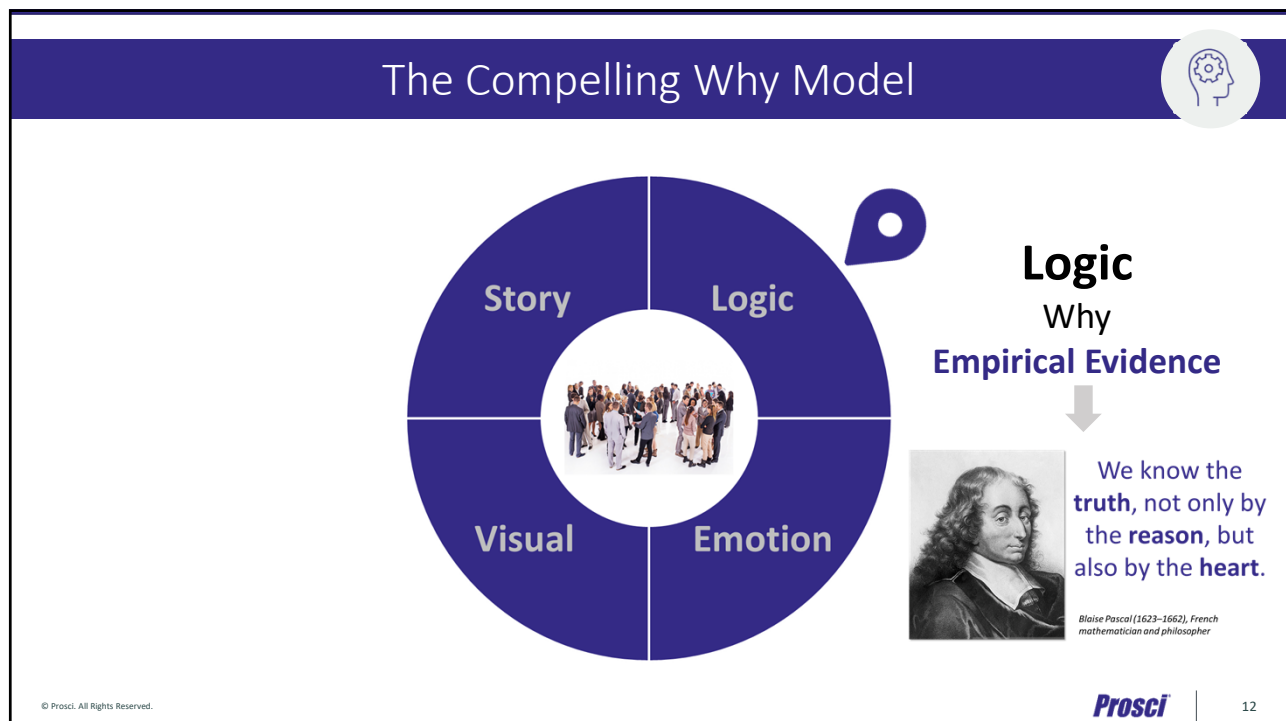 The Compelling Why Model
Story
Logic
Visual
Emotion
Logic
Why
Empirical Evidence
We know the
truth, not only by
the reason, but
also by the heart.
Blaise Pascal (1623–1662), French
mathematician and philosopher
© Prosci. All Rights Reserved.
Prosci®
12